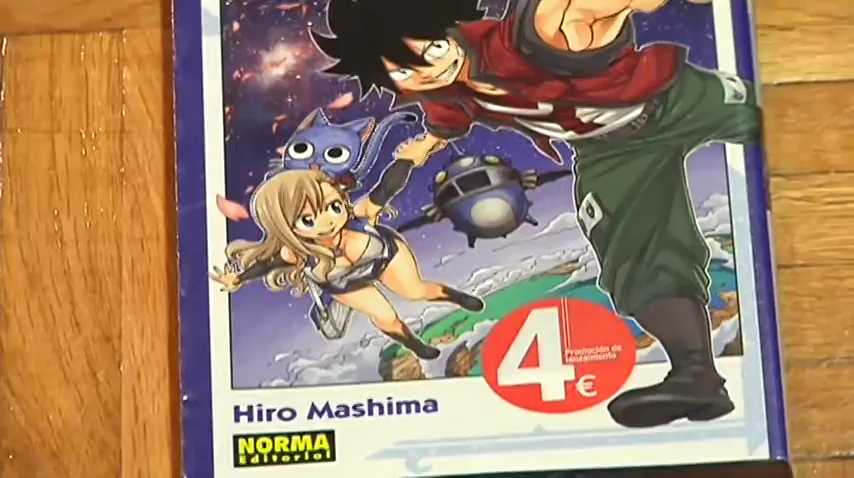 4
Promoción de
lanzamiento
€
Hiro Mashima
NORMA
Editorial